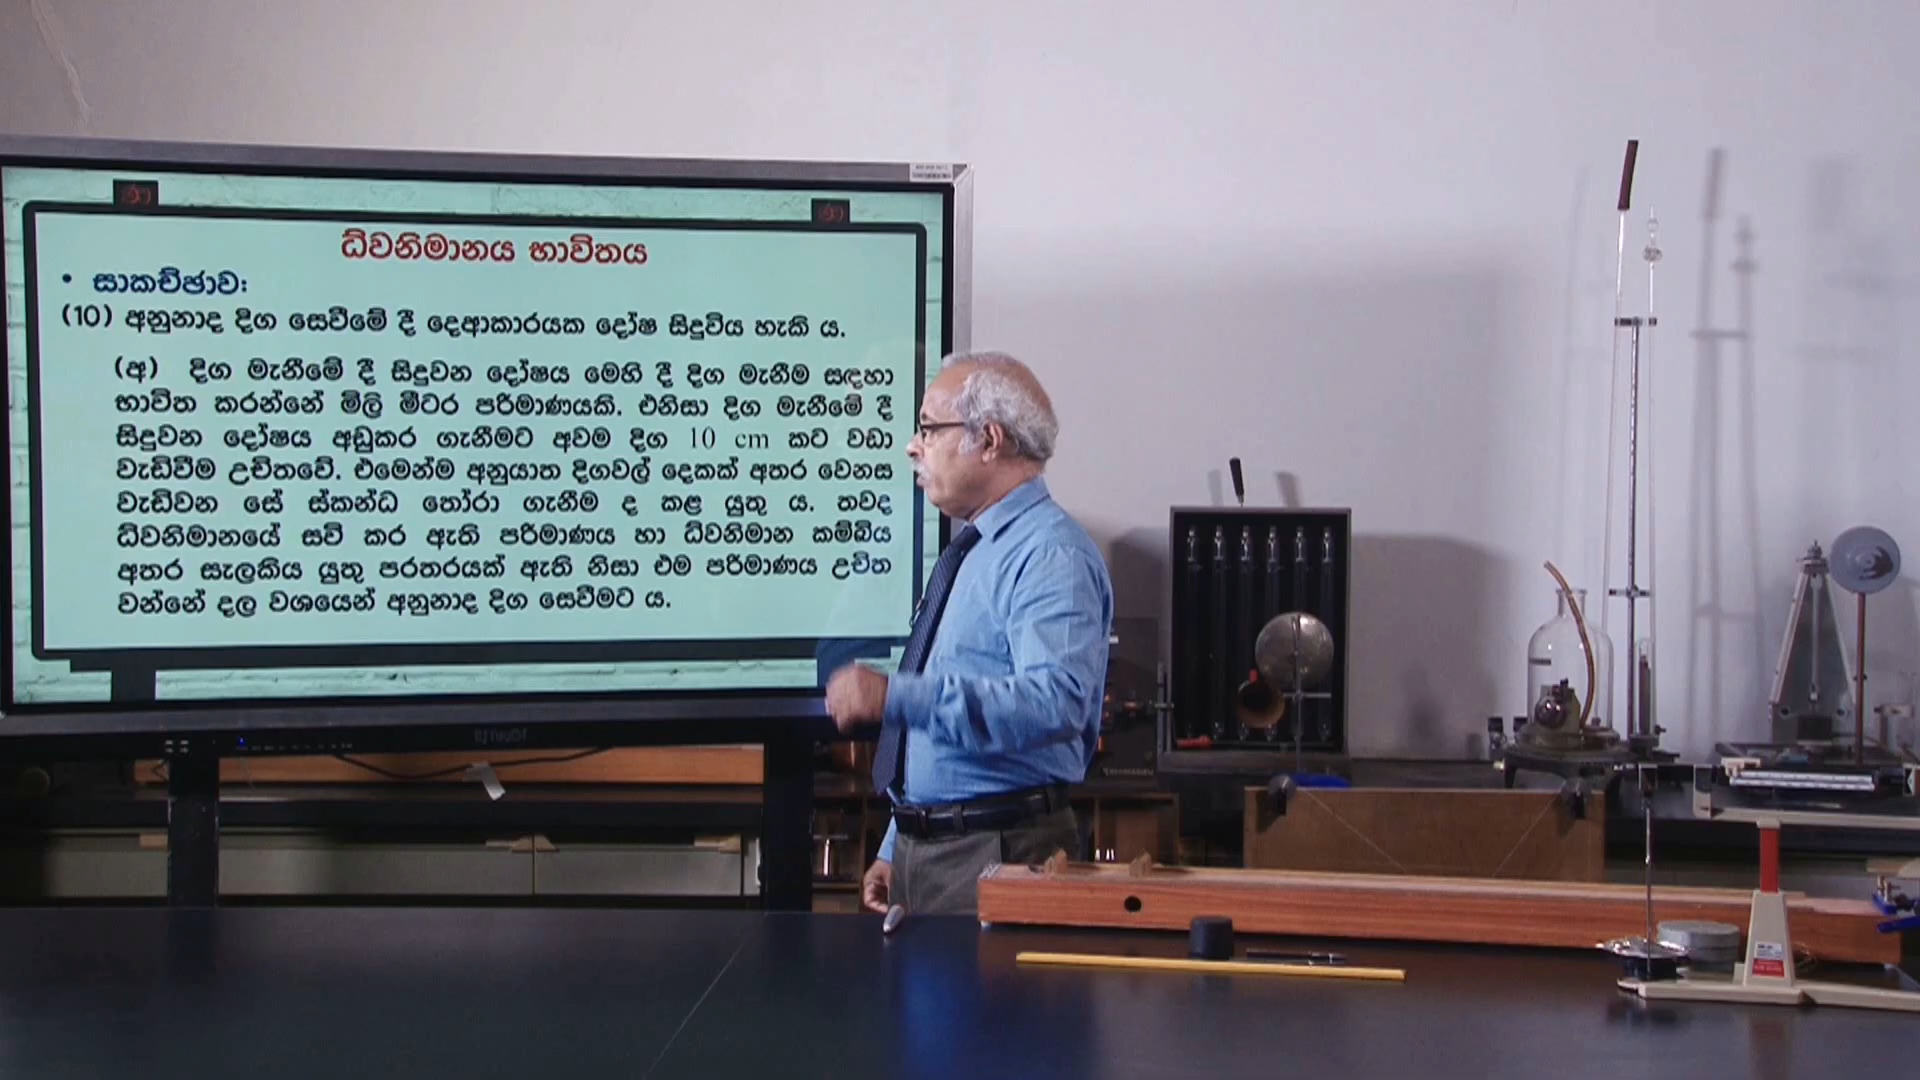 ධ්වනිමානය භාවිතය
• සාකච්ඡාව:
(10) අනුනාද දිග සෙවීමේ දී දෙආකාරයක දෝෂ සිදුවිය හැකි ය.
(අ) දිග මැනීමේ දී සිදුවන දෝෂය මෙහි දී දිග මැනීම සඳහා
භාවිත කරන්නේ මිලි මීටර පරිමාණයකි. එනිසා දිග මැනීමේ දී
සිදුවන දෝෂය අඩුකර ගැනීමට අවම දිග 10 cm කට වඩා
වැඩිවීම උචිතවේ. එමෙන්ම අනුයාත දිගවල් දෙකක් අතර වෙනස
වැඩිවන සේ ස්කන්ධ තෝරා ගැනීම ද කළ යුතු ය. තවද
ධ්වනිමානයේ සවි කර ඇති පරිමාණය හා ධ්වනිමාන කම්බිය
අතර සැලකිය යුතු පරතරයක් ඇති නිසා එම පරිමාණය උචිත
වන්නේ දල වශයෙන් අනුනාද දිග සෙවීමට ය.